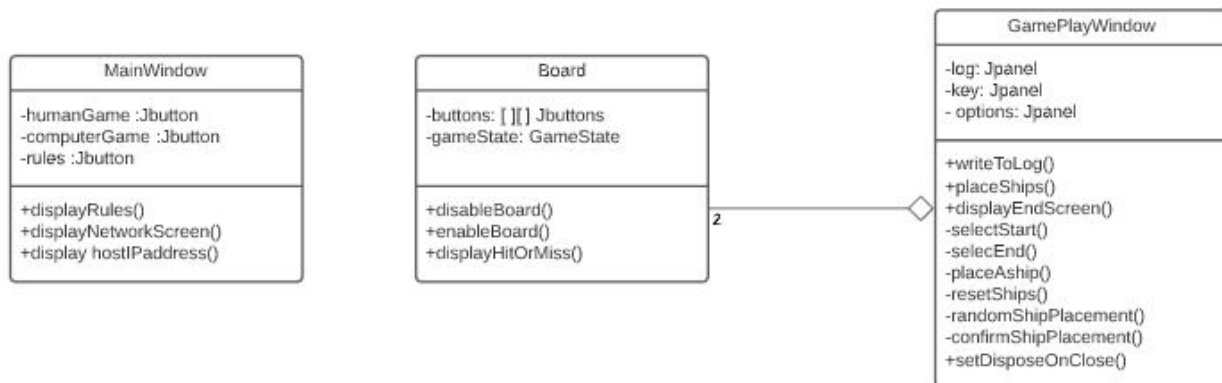 MainWindow
-humanGame :Jbutton
-computerGame :Jbutton
-rules :Jbutton
+displayRules()
+displayNetworkScreen()
+display hostIPaddress()
Board
-buttons: [ ][ ] Jbuttons
-gameState: GameState
+disableBoard()
+enableBoard()
+displayHitOrMiss()
2
GamePlayWindow
-log: Jpanel
-key: Jpanel
- options: Jpanel
+writeToLog()
+placeShips()
+displayEndScreen()
-selectStart()
-selecEnd()
-placeAship()
-resetShips()
-randomShipPlacement()
-confirmShipPlacement()
+setDisposeOnClose()